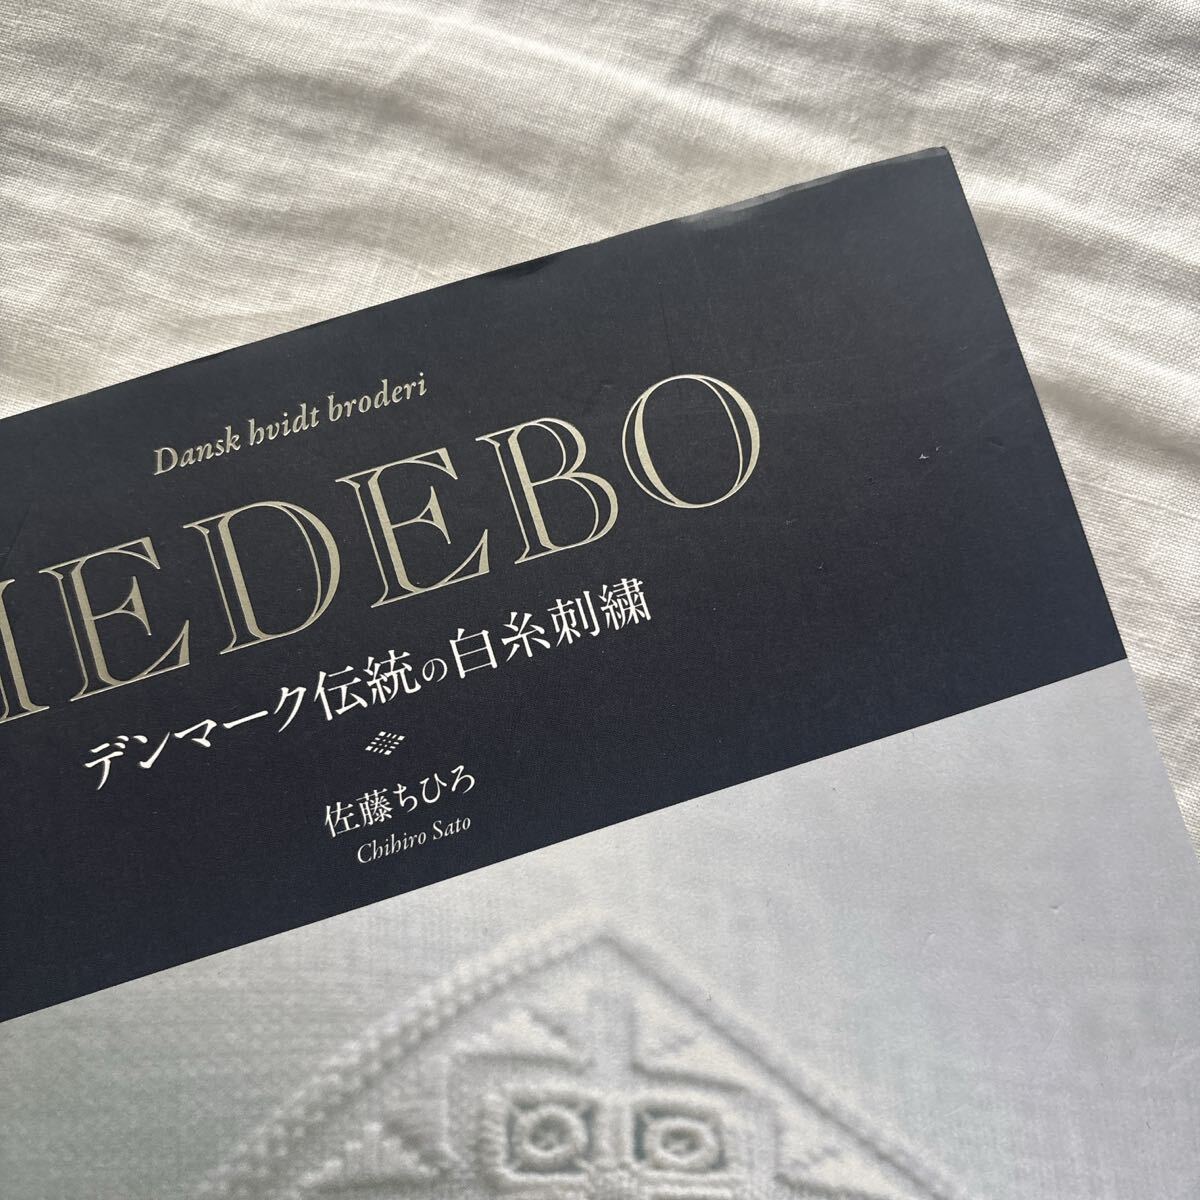 Dansk hvidt broderi
HEDEBO
デンマーク伝統の白糸刺繍
佐藤ちひろ
Chihiro Sato